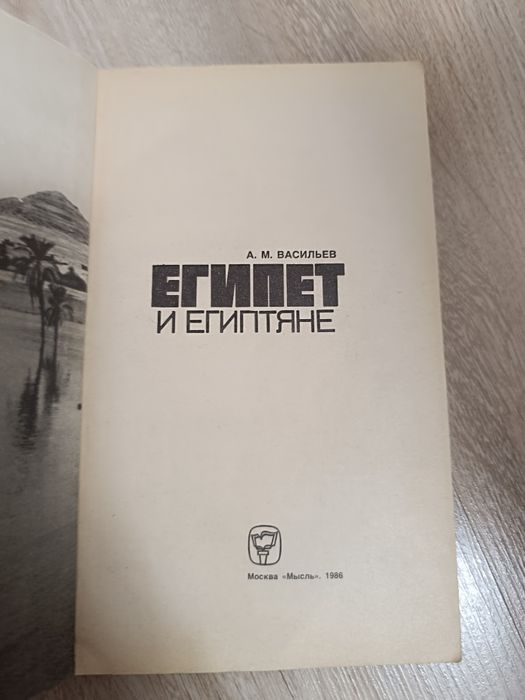 А. М. ВАСИЛЬЕВ
ЕГИПЕТ
И ЕГИПТЯНЕ
Москва «Мысль». 1986